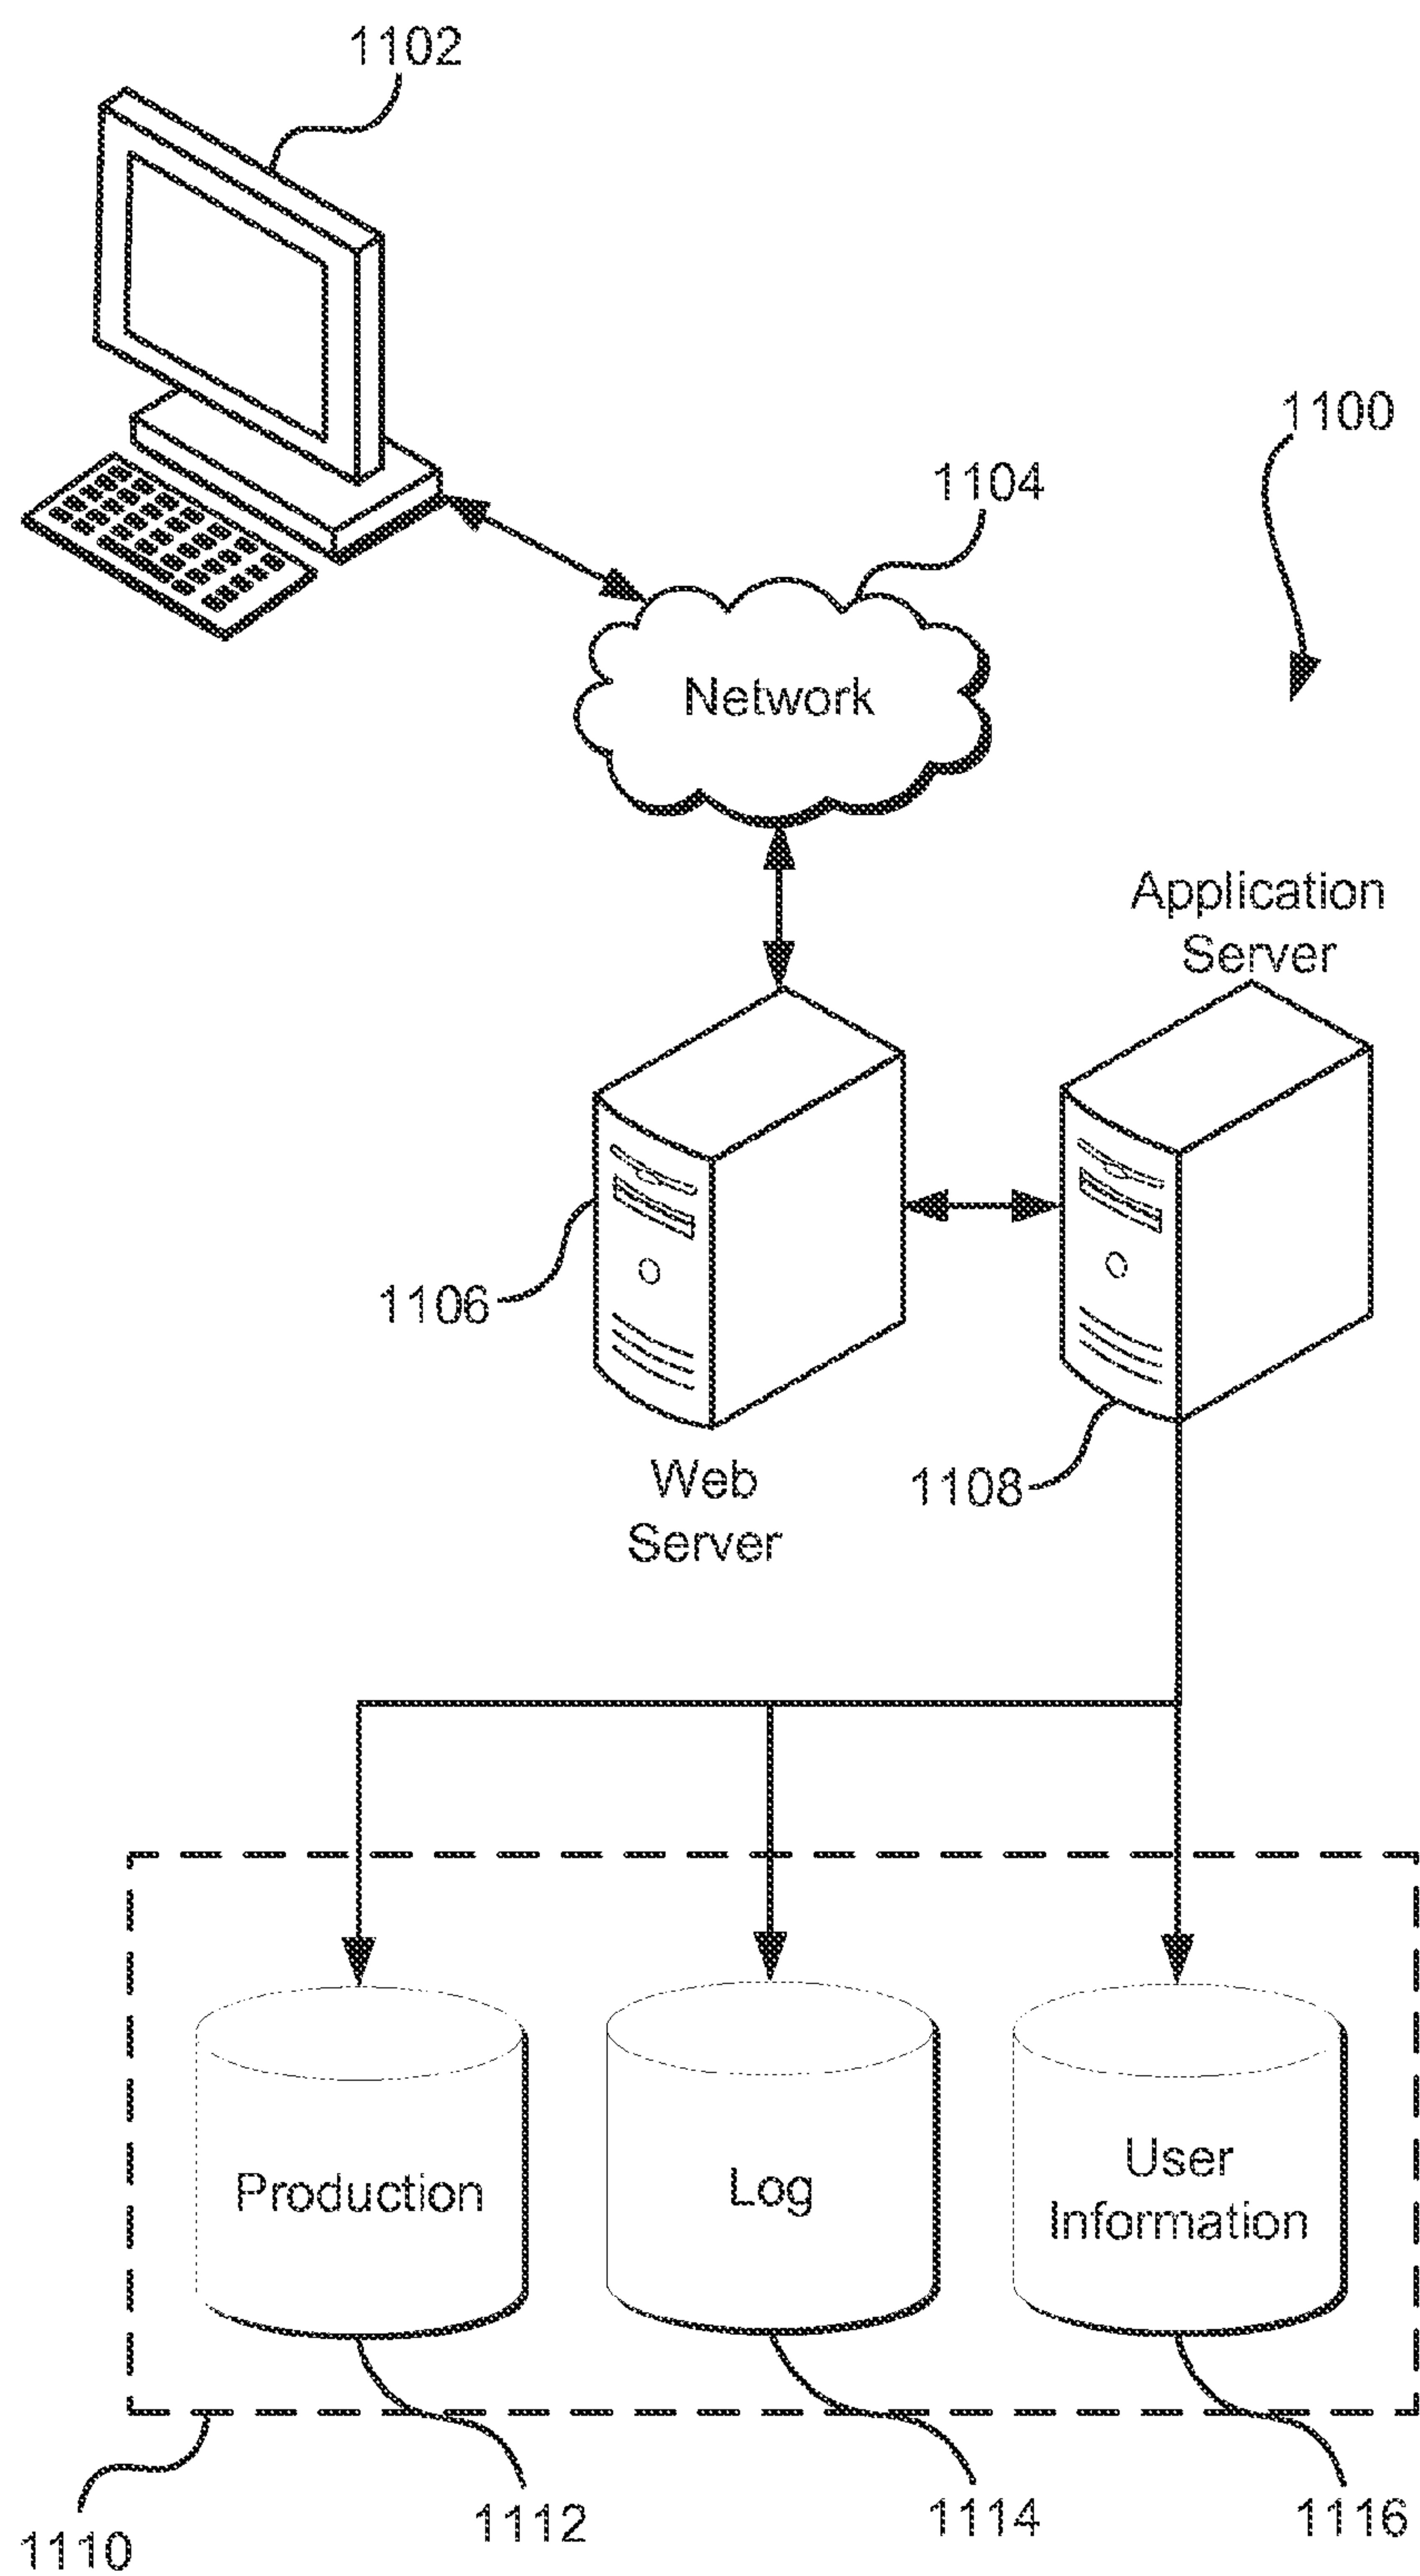 1102
1100
1104
Network
Application
Server
1106
Web
Server
1108
Production
Log
User
Information
1110
1112
1114
1116